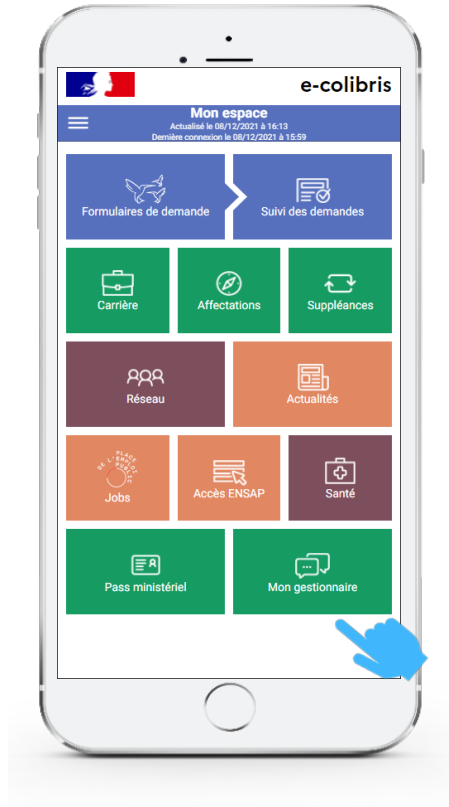 e-colibris
Mon espace
Actualisé le 08/12/2021 à 16:13
Dernière connexion le 08/12/2021 à 15:59
Formulaires de demande
Suivi des demandes
Carrière
Affectations
Suppléances
Réseau
Actualités
PLACE
DE L'EMPLOI
PUBLIC
Jobs
Accès ENSAP
Santé
Pass ministériel
Mon gestionnaire